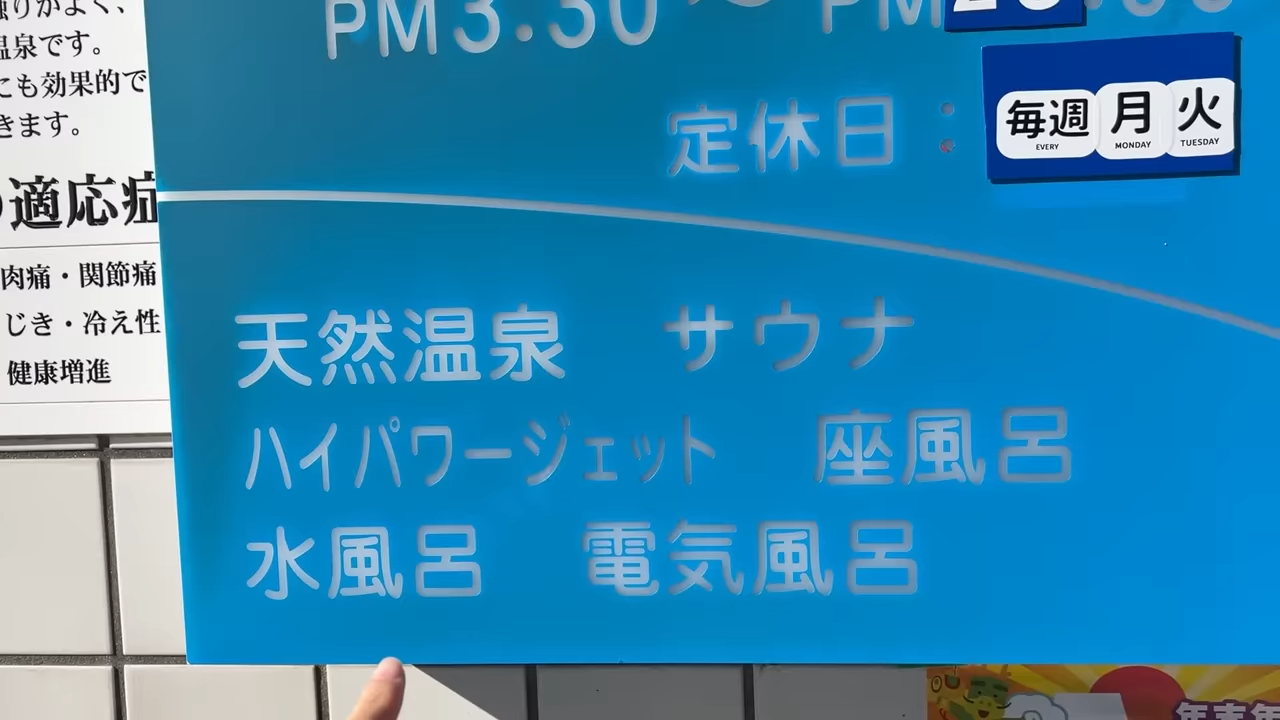 温泉です。
にも効果的で
きます。
適応症
肉痛・関節痛
じき・冷え性
健康増進
PM3:30～PM
定休日：毎週月火
EVERY MONDAY TUESDAY
天然温泉 サウナ
ハイパワージェット 座風呂
水風呂 電気風呂